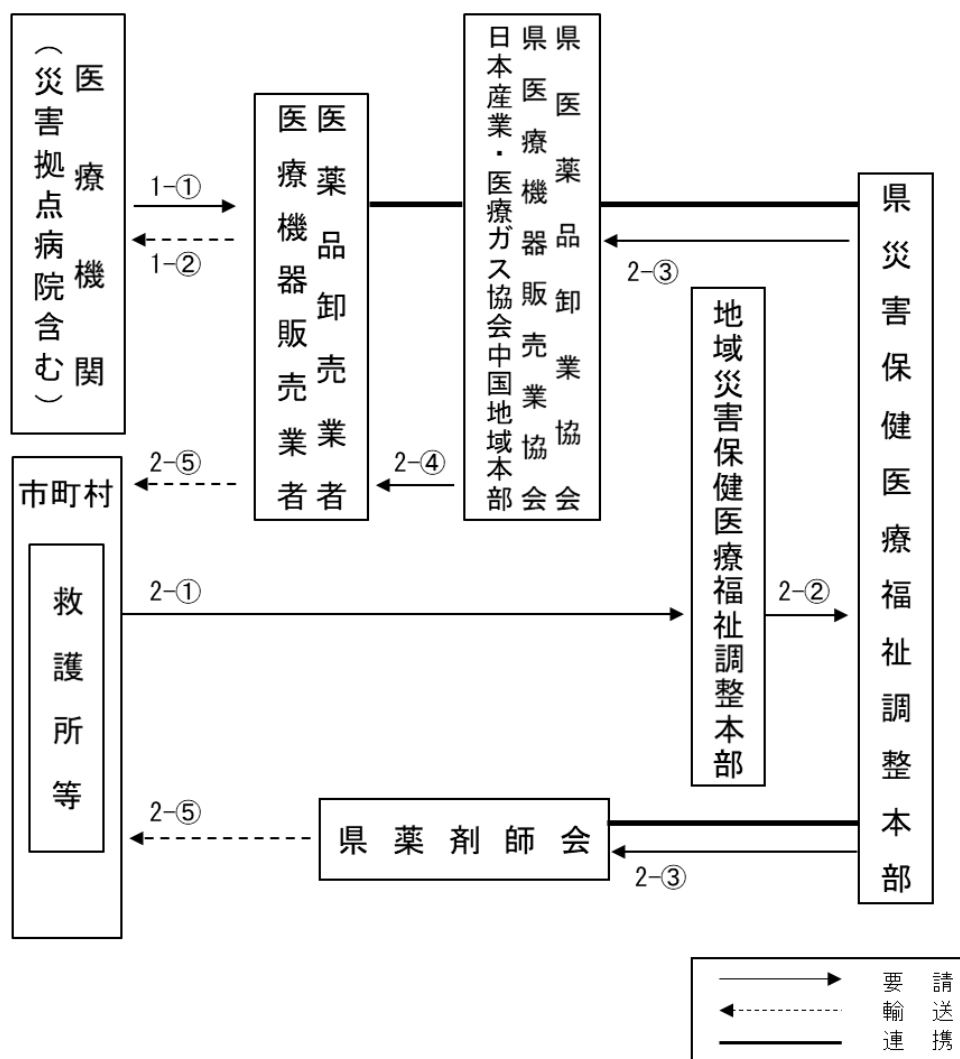 医療機関
（災害拠点病院含む）
1-①
1-②
医薬品卸売業者
医療機器販売業者
県医薬品卸業協会
県医療機器販売業協会
日本産業・医療ガス協会中国地域本部
2-③
県災害保健医療福祉調整本部
地域災害保健医療福祉調整本部
2-④
2-⑤
市町村
救護所等
2-①
2-②
2-⑤
県薬剤師会
2-③
要請
輸送
連携